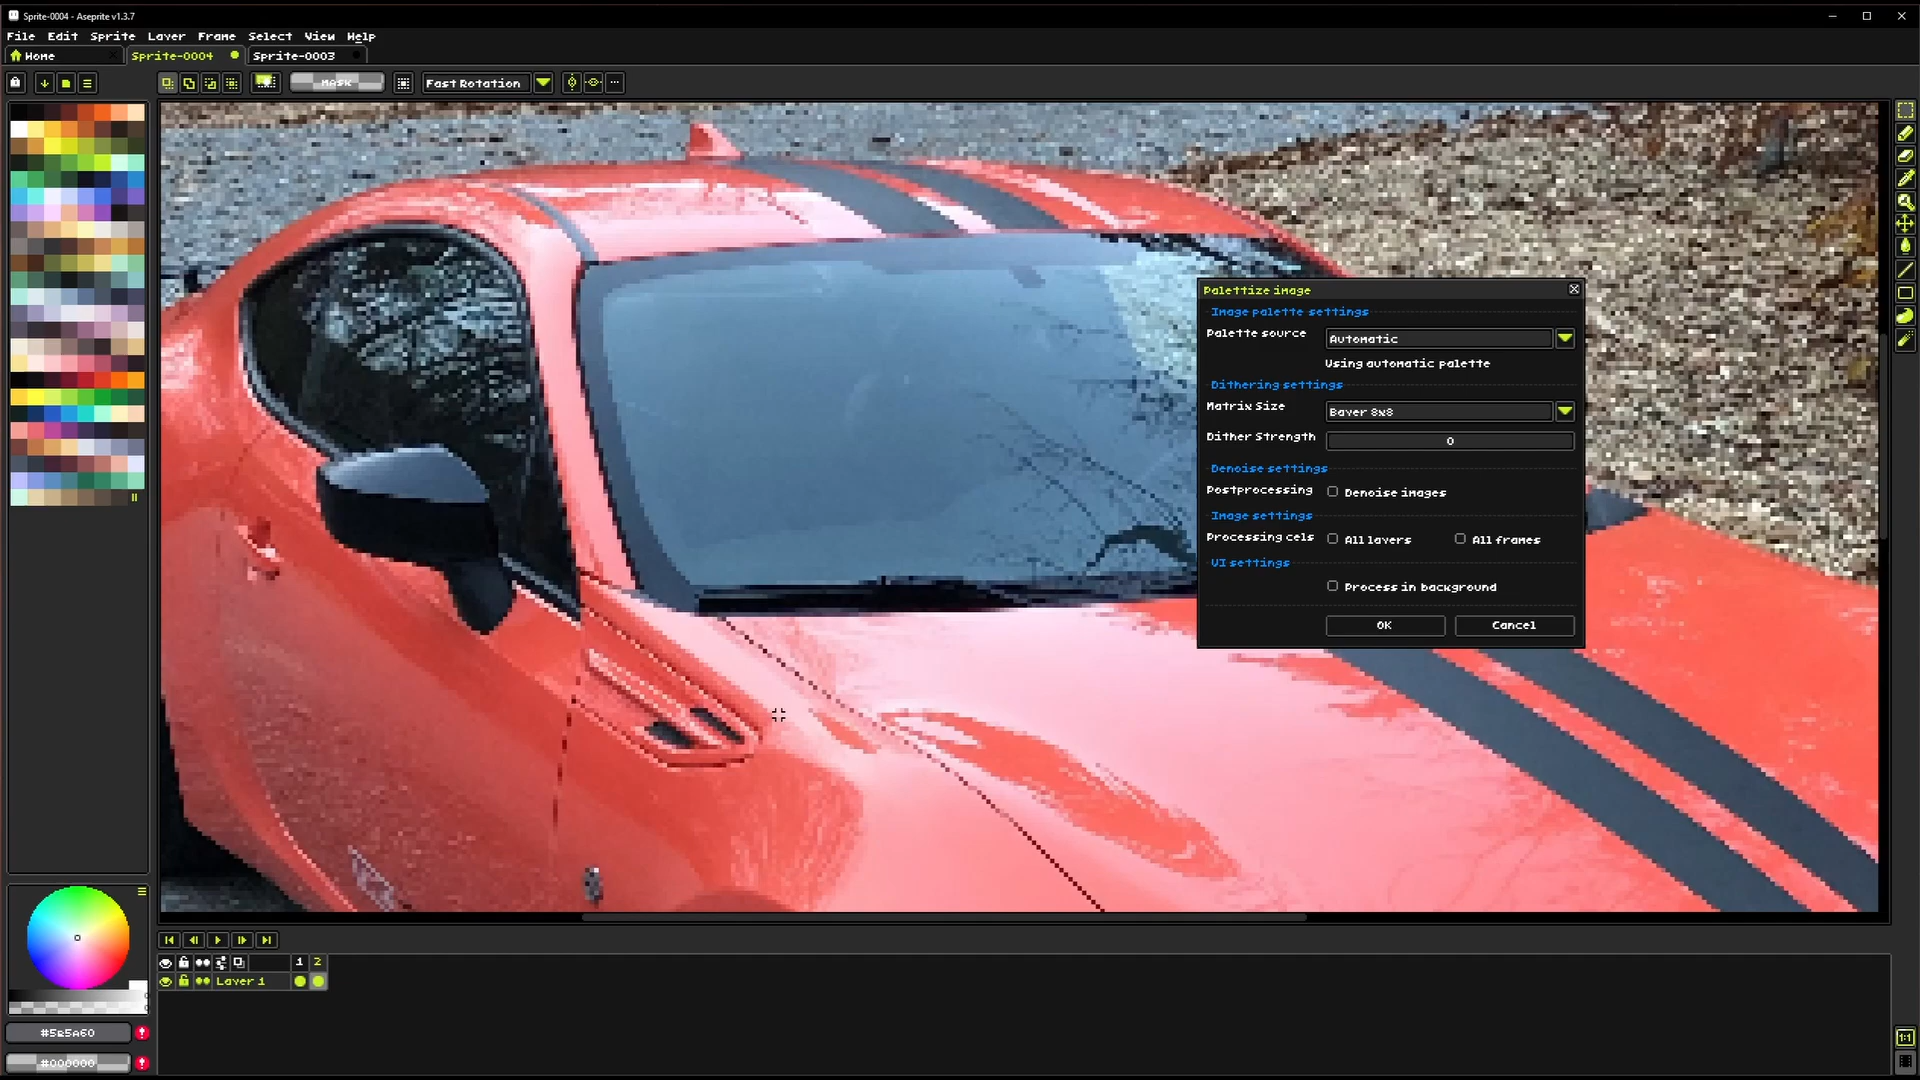 Sprite-0004 - Aseprite v1.3.7
File Edit Sprite Layer Frame Select View Help
Home Sprite-0004 Sprite-0003
MASK Fast Rotation
Palettize image
Image palette settings
Palette source Automatic
Using automatic palette
Dithering settings
Matrix Size Bayer 8x8
Dither Strength 0
Denoise settings
Postprocessing Denoise images
Image settings
Processing cels All layers All frames
UI settings
Process in background
OK Cancel
1 2
Layer 1
#5B5A60
#000000
1:1